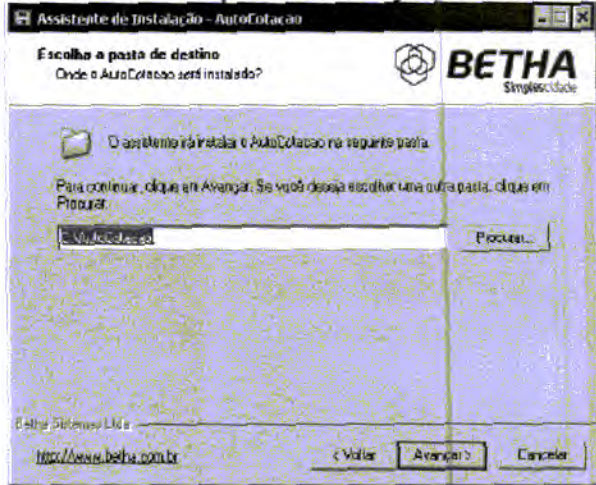 Assistente de Instalação - AutoCotacao
Escolha a pasta de destino
Onde o AutoCotacao será instalado?
BETHA
Simplescidade
O assistente irá instalar o AutoCotacao na seguinte pasta.
Para continuar, clique em Avançar. Se você deseja escolher uma outra pasta, clique em
Procurar.
C:\AutoCotacao
Procurar...
Betha Sistemas Ltda
http://www.betha.com.br
< Voltar
Avançar >
Cancelar